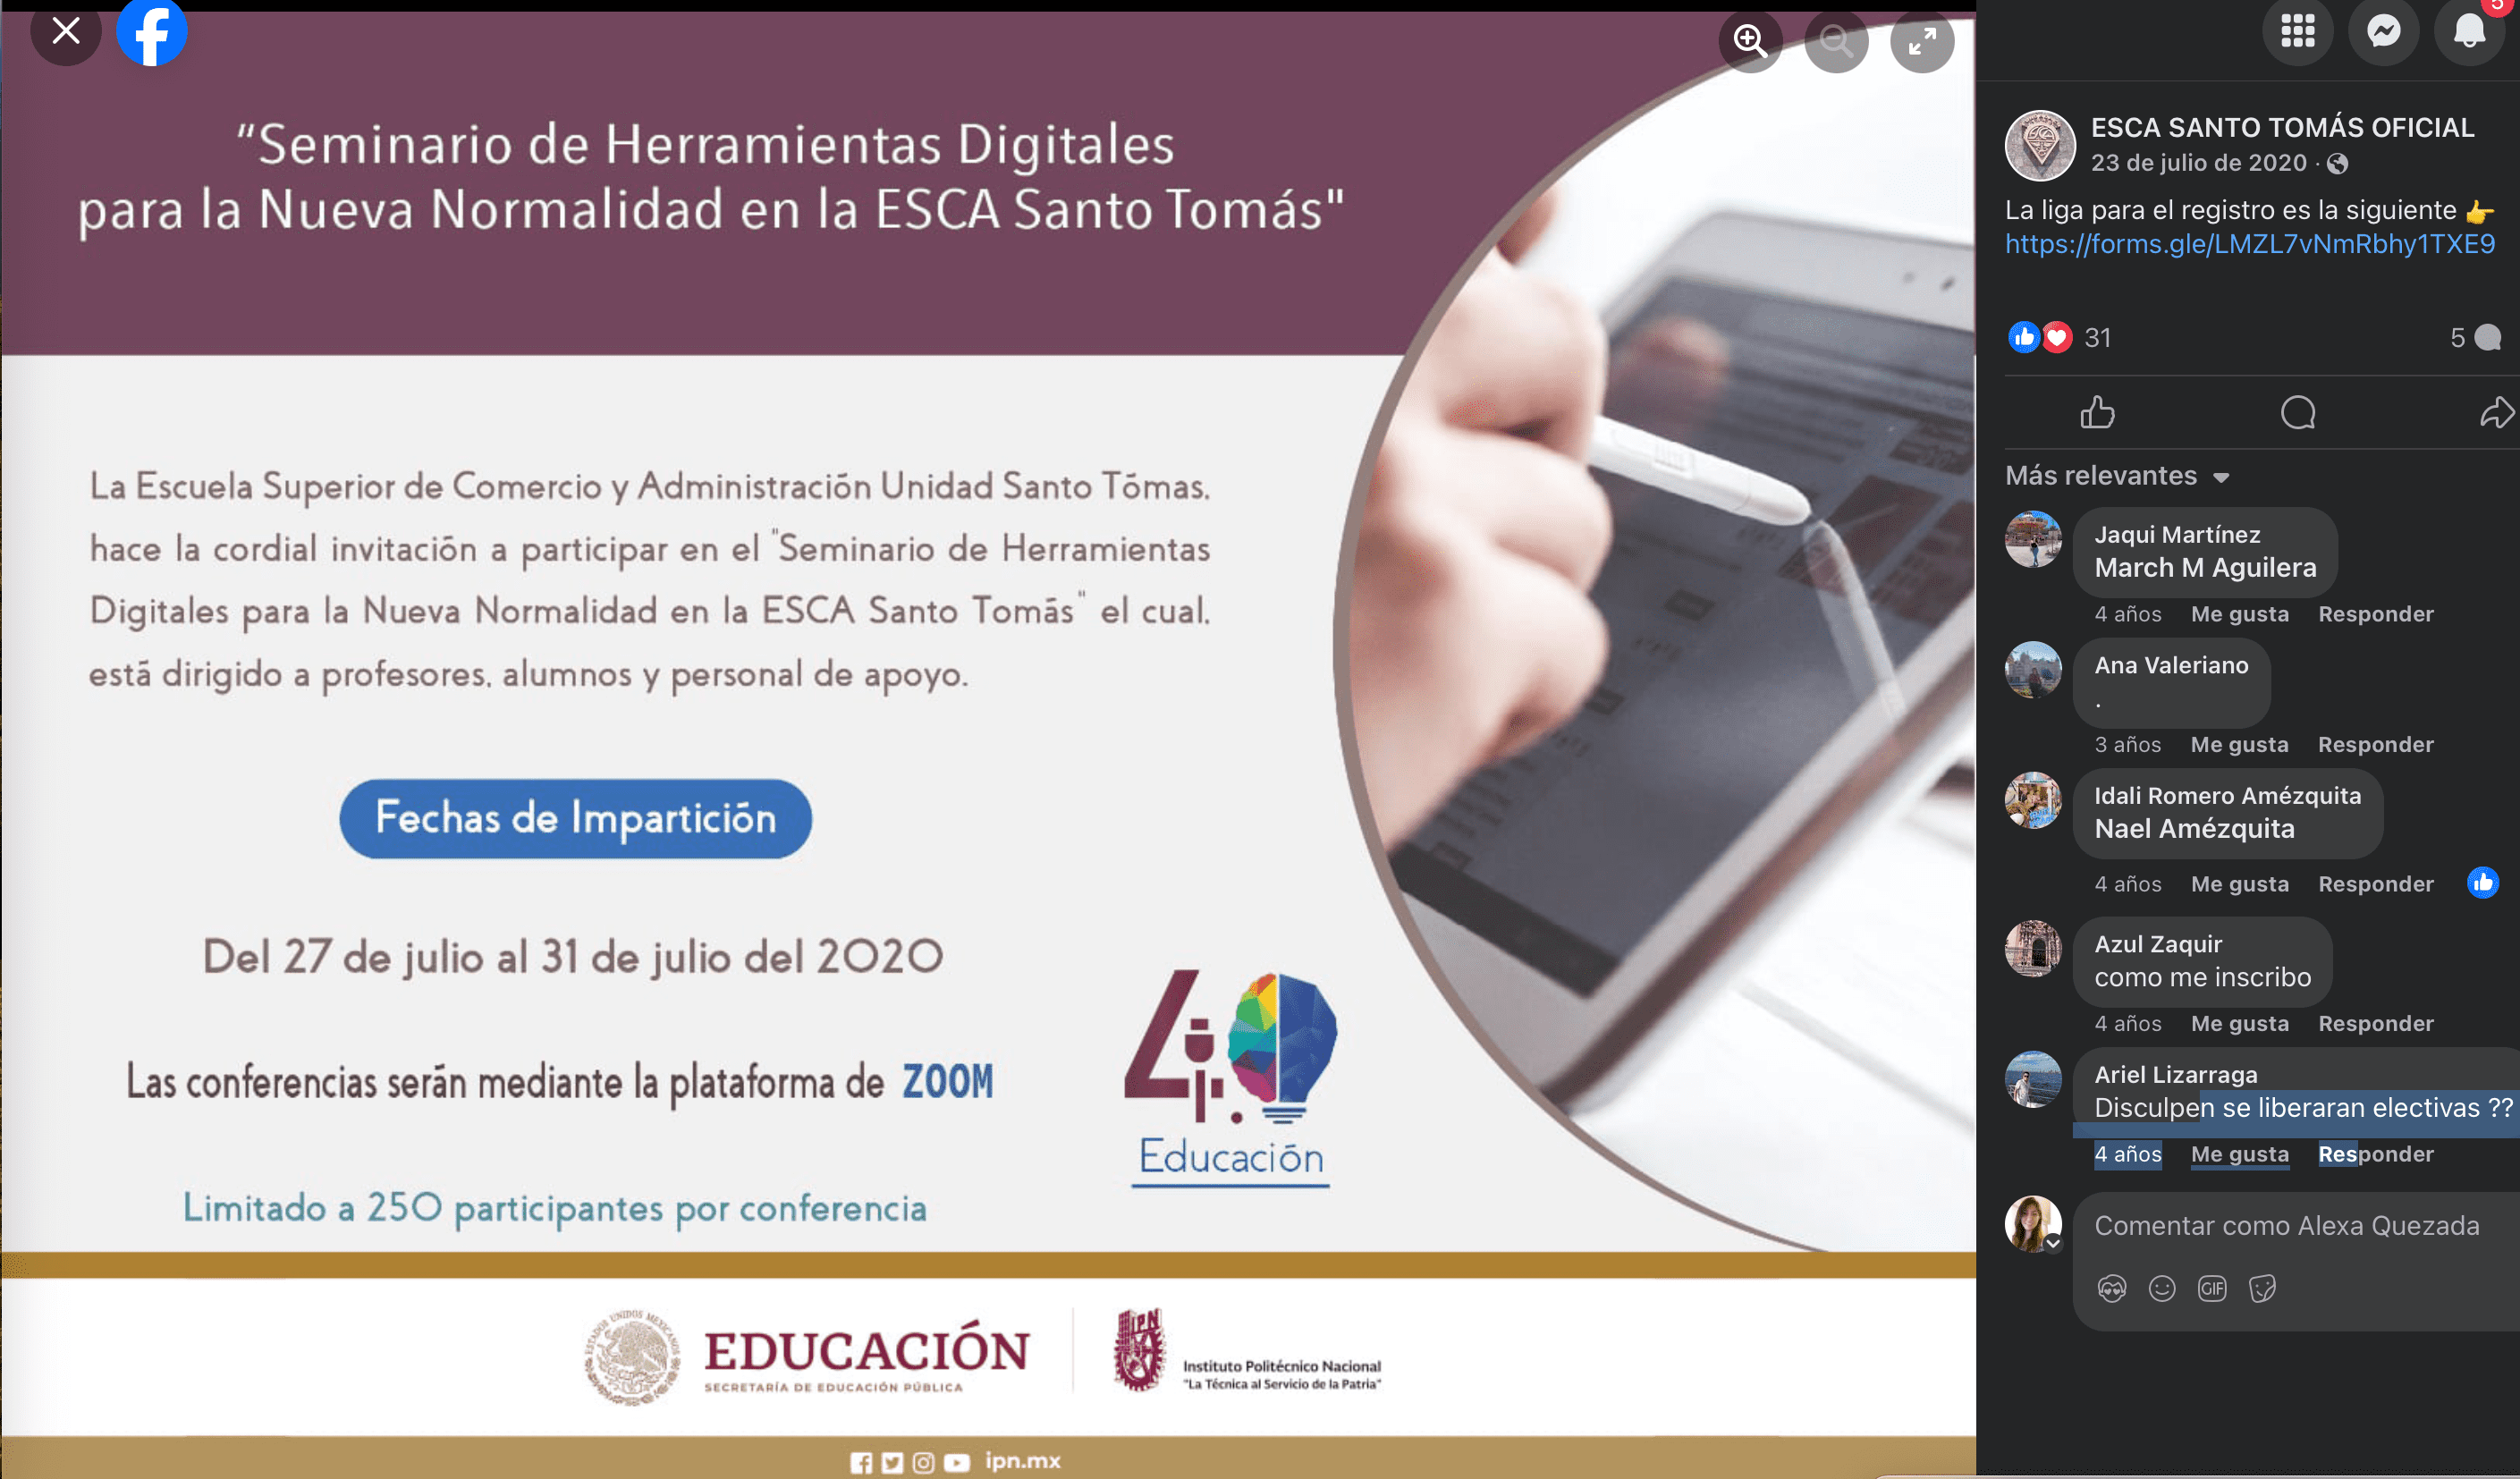 "Seminario de Herramientas Digitales
para la Nueva Normalidad en la ESCA Santo Tomás"
La Escuela Superior de Comercio y Administración Unidad Santo Tómas,
hace la cordial invitación a participar en el "Seminario de Herramientas
Digitales para la Nueva Normalidad en la ESCA Santo Tomás" el cual,
está dirigido a profesores, alumnos y personal de apoyo.
Fechas de Impartición
Del 27 de julio al 31 de julio del 2020
Las conferencias serán mediante la plataforma de ZOOM
Limitado a 250 participantes por conferencia
4.0
Educación
ESTADOS UNIDOS MEXICANOS
EDUCACIÓN
SECRETARÍA DE EDUCACIÓN PÚBLICA
IPN
Instituto Politécnico Nacional
"La Técnica al Servicio de la Patria"
ipn.mx
5
ESCA SANTO TOMÁS OFICIAL
23 de julio de 2020 ·
La liga para el registro es la siguiente 👉
https://forms.gle/LMZL7vNmRbhy1TXE9
31
5
Más relevantes
Jaqui Martínez
March M Aguilera
4 años Me gusta Responder
Ana Valeriano
.
3 años Me gusta Responder
Idali Romero Amézquita
Nael Amézquita
4 años Me gusta Responder
Azul Zaquir
como me inscribo
4 años Me gusta Responder
Ariel Lizarraga
Disculpen se liberaran electivas ??
4 años Me gusta Responder
Comentar como Alexa Quezada
GIF